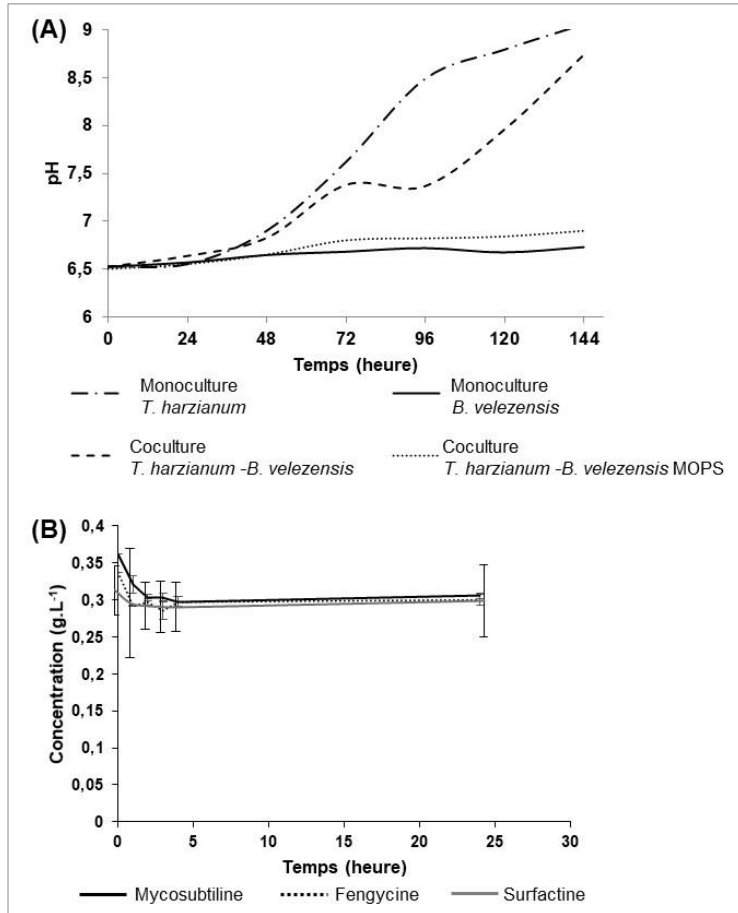 (A)
9
8,5
8
7,5
7
6,5
6
pH
0 24 48 72 96 120 144
Temps (heure)
Monoculture
T. harzianum
Monoculture
B. velezensis
Coculture
T. harzianum -B. velezensis
Coculture
T. harzianum -B. velezensis MOPS
(B)
0,4
0,35
0,3
0,25
0,2
0,15
0,1
0,05
0
Concentration (g.L-1)
0 5 10 15 20 25 30
Temps (heure)
Mycosubtiline Fengycine Surfactine